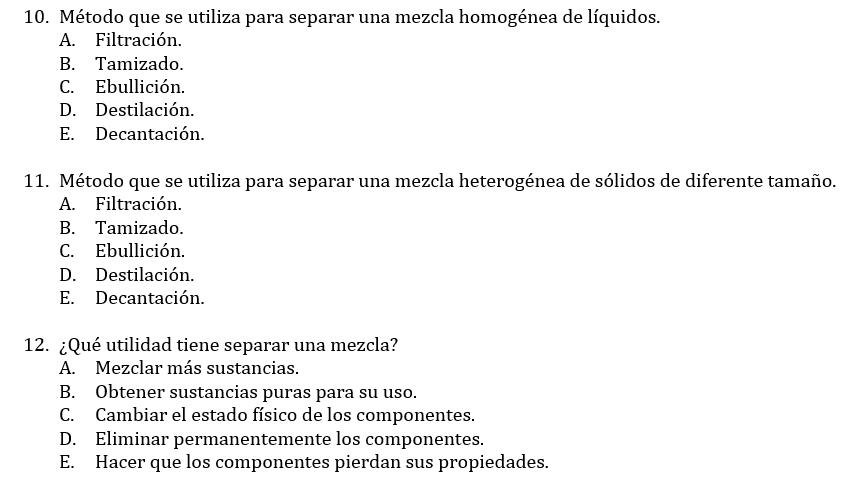 10. Método que se utiliza para separar una mezcla homogénea de líquidos.
A. Filtración.
B. Tamizado.
C. Ebullición.
D. Destilación.
E. Decantación.
11. Método que se utiliza para separar una mezcla heterogénea de sólidos de diferente tamaño.
A. Filtración.
B. Tamizado.
C. Ebullición.
D. Destilación.
E. Decantación.
12. ¿Qué utilidad tiene separar una mezcla?
A. Mezclar más sustancias.
B. Obtener sustancias puras para su uso.
C. Cambiar el estado físico de los componentes.
D. Eliminar permanentemente los componentes.
E. Hacer que los componentes pierdan sus propiedades.